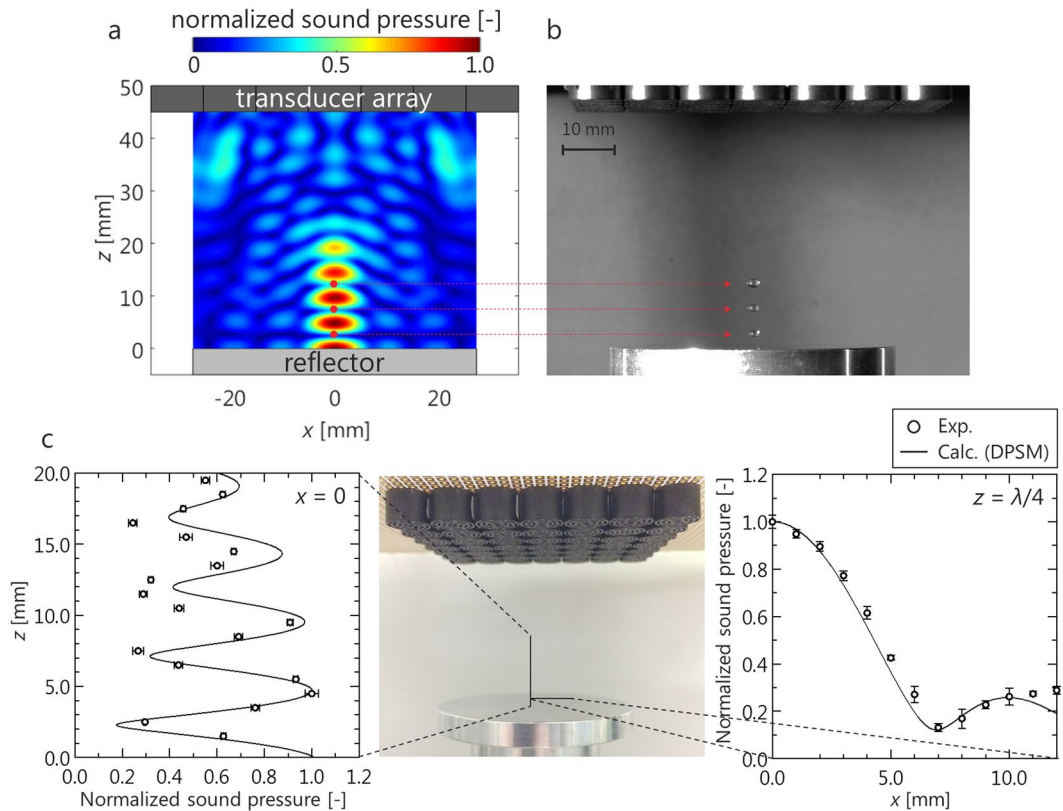 a
normalized sound pressure [-]
0
0.5
1.0
b
50
40
30
20
10
0
z [mm]
transducer array
reflector
-20
0
20
x [mm]
10 mm
c
Exp.
Calc. (DPSM)
20.0
15.0
10.0
5.0
0.0
z [mm]
x = 0
0.0 0.2 0.4 0.6 0.8 1.0 1.2
Normalized sound pressure [-]
1.2
1.0
0.8
0.6
0.4
0.2
0.0
Normalized sound pressure [-]
z = λ/4
0.0 5.0 10.0
x [mm]